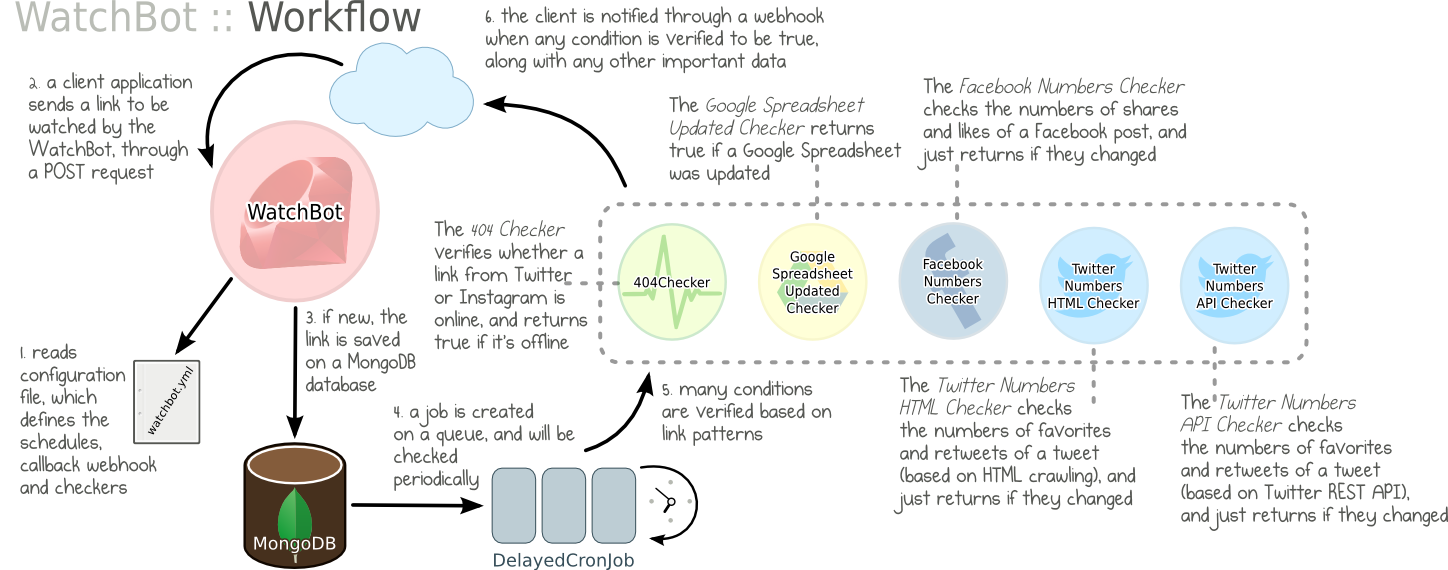 WatchBot :: Workflow
6. the client is notified through a webhook
when any condition is verified to be true,
along with any other important data
2. a client application
sends a link to be
watched by the
WatchBot, through
a POST request
The Google Spreadsheet
Updated Checker returns
true if a Google Spreadsheet
was updated
The Facebook Numbers Checker
checks the numbers of shares
and likes of a Facebook post, and
just returns if they changed
WatchBot
The 404 Checker
verifies whether a
link from Twitter
or Instagram is
online, and returns
true if it's offline
404Checker
Google
Spreadsheet
Updated
Checker
Facebook
Numbers
Checker
Twitter
Numbers
HTML Checker
Twitter
Numbers
API Checker
3. if new, the
link is saved
on a MongoDB
database
1. reads
configuration
file, which
defines the
schedules,
callback webhook
and checkers
watchbot.yml
4. a job is created
on a queue, and will be
checked
periodically
5. many conditions
are verified based on
link patterns
The Twitter Numbers
HTML Checker checks
the numbers of favorites
and retweets of a tweet
(based on HTML crawling), and
just returns if they changed
The Twitter Numbers
API Checker checks
the numbers of favorites
and retweets of a tweet
(based on Twitter REST API),
and just returns if they changed
MongoDB
DelayedCronJob